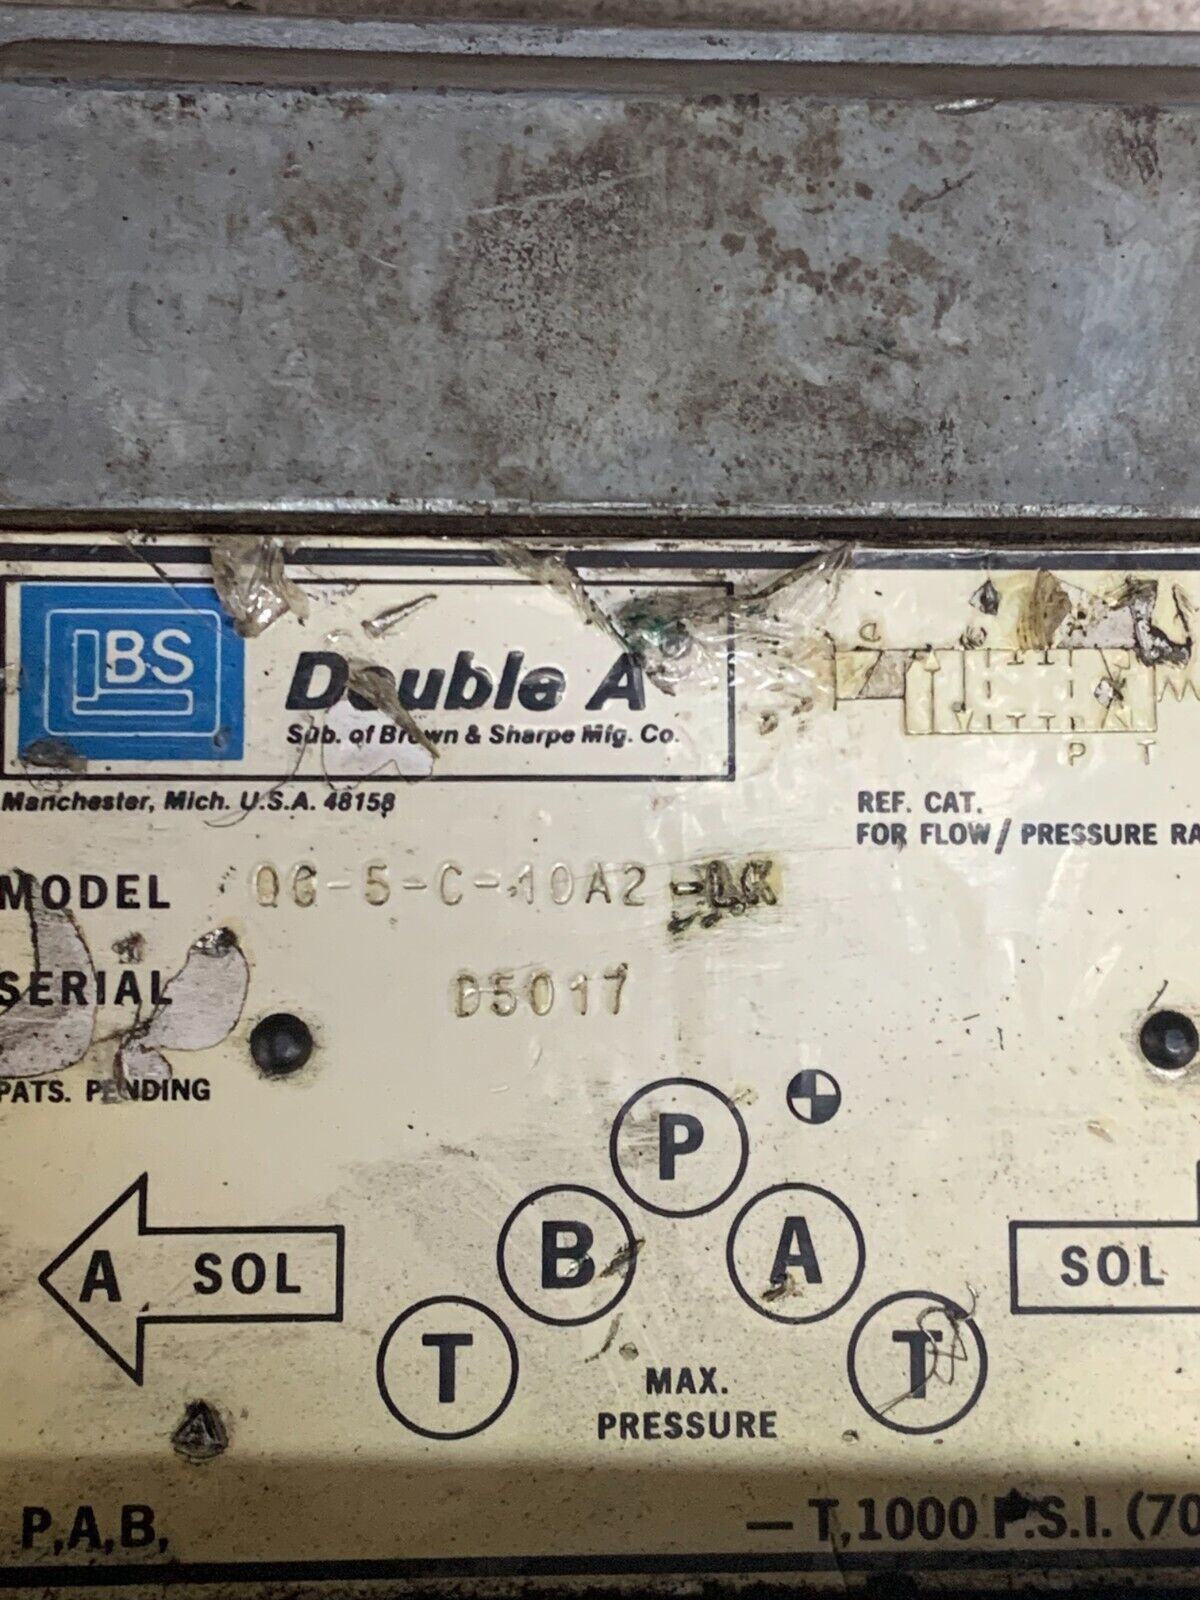 BS
Double A
Sub. of Brown & Sharpe Mfg. Co.
Manchester, Mich. U.S.A. 48158
P T
REF. CAT.
FOR FLOW / PRESSURE RA
MODEL QG-5-C-10A2-LK
SERIAL D5017
PATS. PENDING
P
B A
A SOL
SOL
T T
MAX.
PRESSURE
P,A,B, — T,1000 P.S.I. (70